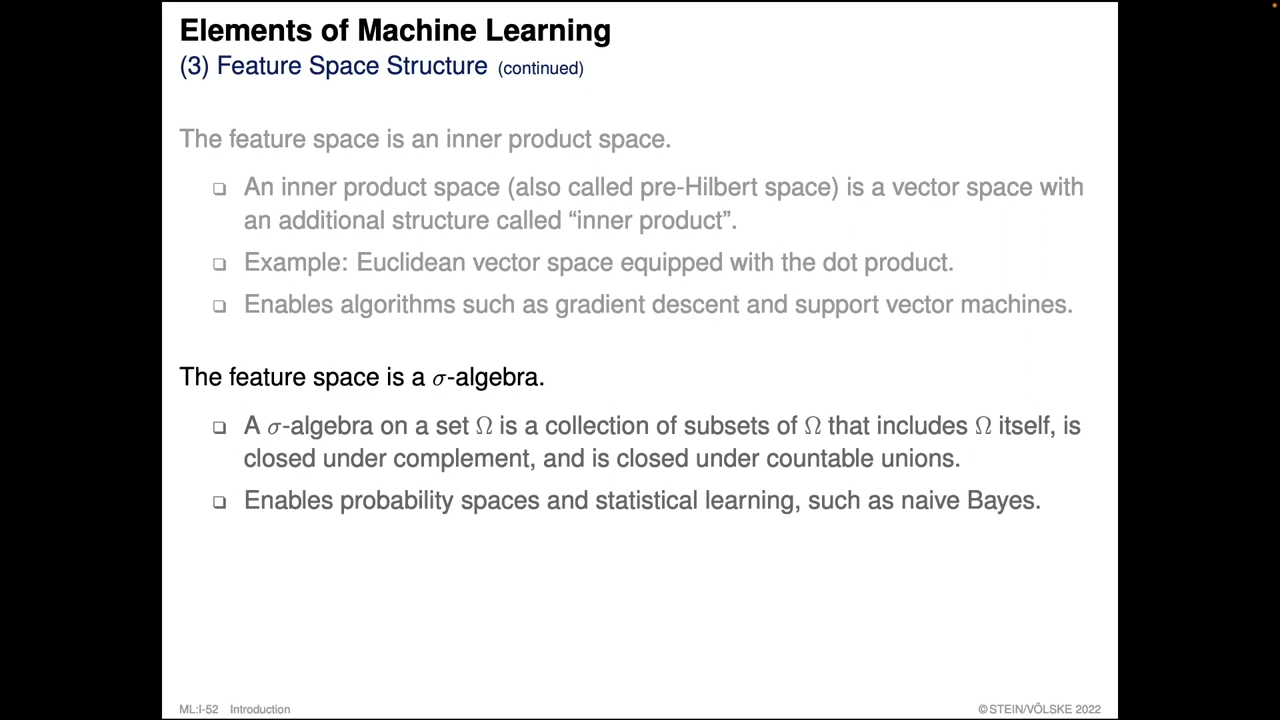 Elements of Machine Learning
(3) Feature Space Structure (continued)
The feature space is an inner product space.
❑ An inner product space (also called pre-Hilbert space) is a vector space with
an additional structure called “inner product”.
❑ Example: Euclidean vector space equipped with the dot product.
❑ Enables algorithms such as gradient descent and support vector machines.
The feature space is a σ-algebra.
❑ A σ-algebra on a set Ω is a collection of subsets of Ω that includes Ω itself, is
closed under complement, and is closed under countable unions.
❑ Enables probability spaces and statistical learning, such as naive Bayes.
ML:I-52 Introduction
© STEIN/VÖLSKE 2022